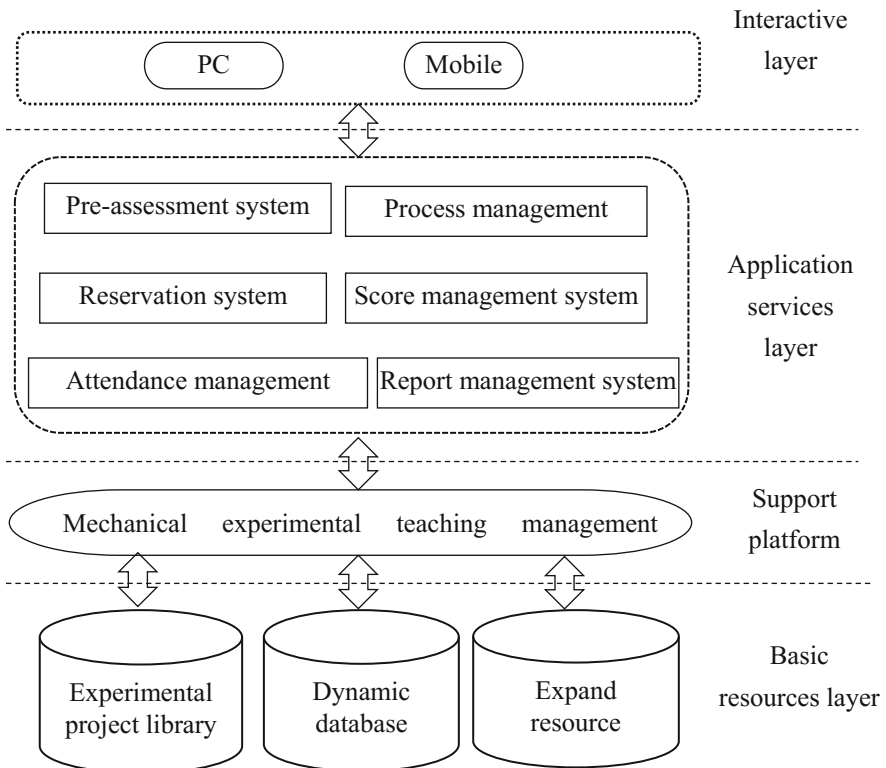 PC
Mobile
Interactive
layer
Pre-assessment system
Process management
Reservation system
Score management system
Attendance management
Report management system
Application
services
layer
Mechanical experimental teaching management
Support
platform
Experimental
project library
Dynamic
database
Expand
resource
Basic
resources layer